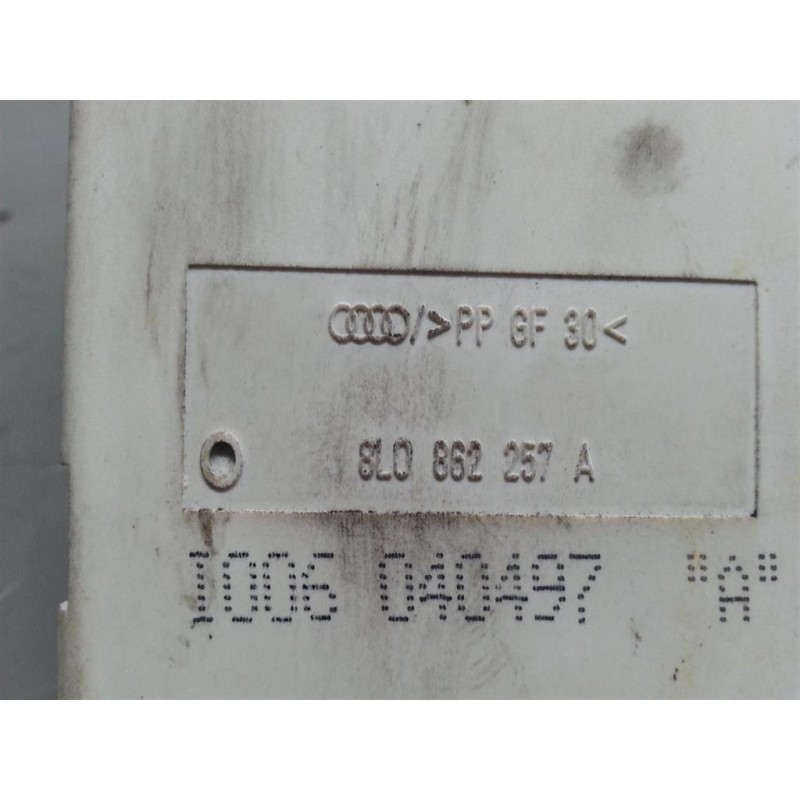 />PP GF 30<
8L0 862 257 A
1006 040497 "A"